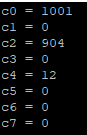 c0 = 1001
c1 = 0
c2 = 904
c3 = 0
c4 = 12
c5 = 0
c6 = 0
c7 = 0